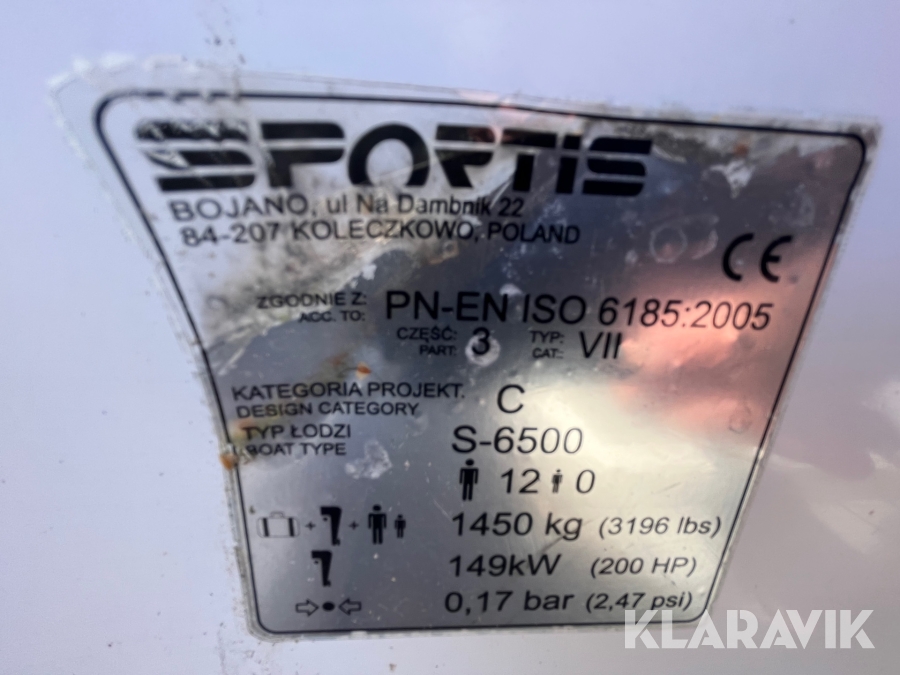 SPORTIS
BOJANO, ul Na Dambnik 22
84-207 KOLECZKOWO, POLAND
CE
ZGODNIE Z: PN-EN ISO 6185:2005
ACC. TO:
CZĘŚĆ: 3 TYP: VII
PART: CAT:
KATEGORIA PROJEKT. C
DESIGN CATEGORY
TYP ŁODZI S-6500
BOAT TYPE
12 0
+ + 1450 kg (3196 lbs)
149kW (200 HP)
0,17 bar (2,47 psi)
KLARAVIK